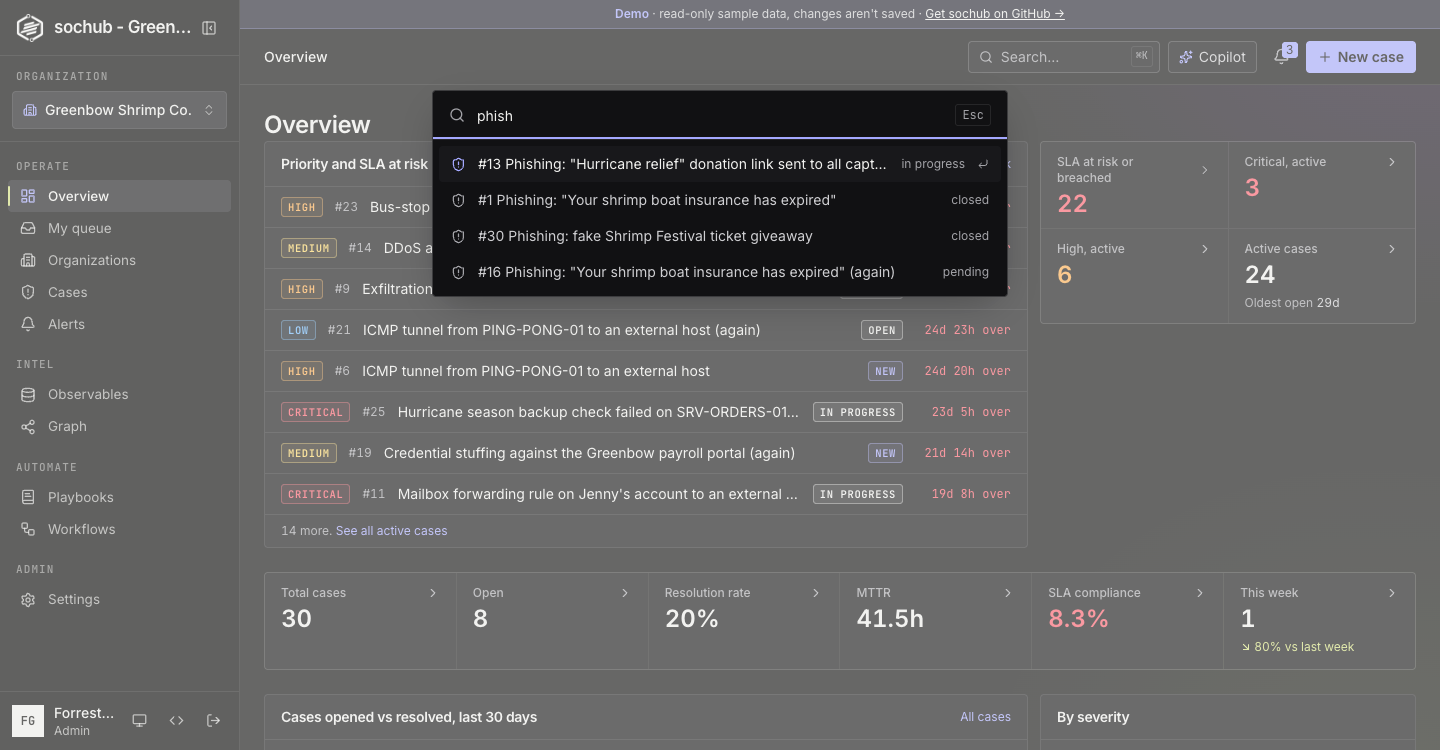 sochub - Green...
Demo · read-only sample data, changes aren't saved · Get sochub on GitHub →
ORGANIZATION
Greenbow Shrimp Co.
OPERATE
Overview
My queue
Organizations
Cases
Alerts
INTEL
Observables
Graph
AUTOMATE
Playbooks
Workflows
ADMIN
Settings
FG
Forrest...
Admin
Overview
Search...
⌘K
Copilot
3
New case
phish
Esc
#13 Phishing: "Hurricane relief" donation link sent to all capt... in progress
#1 Phishing: "Your shrimp boat insurance has expired" closed
#30 Phishing: fake Shrimp Festival ticket giveaway closed
#16 Phishing: "Your shrimp boat insurance has expired" (again) pending
Overview
Priority and SLA at risk
HIGH #23 Bus-stop
MEDIUM #14 DDoS
HIGH #9 Exfiltration
LOW #21 ICMP tunnel from PING-PONG-01 to an external host (again) OPEN 24d 23h over
HIGH #6 ICMP tunnel from PING-PONG-01 to an external host NEW 24d 20h over
CRITICAL #25 Hurricane season backup check failed on SRV-ORDERS-01... IN PROGRESS 23d 5h over
MEDIUM #19 Credential stuffing against the Greenbow payroll portal (again) NEW 21d 14h over
CRITICAL #11 Mailbox forwarding rule on Jenny's account to an external ... IN PROGRESS 19d 8h over
14 more. See all active cases
SLA at risk or
breached
22
Critical, active
3
High, active
6
Active cases
24
Oldest open 29d
Total cases
30
Open
8
Resolution rate
20%
MTTR
41.5h
SLA compliance
8.3%
This week
1
↘ 80% vs last week
Cases opened vs resolved, last 30 days
All cases
By severity